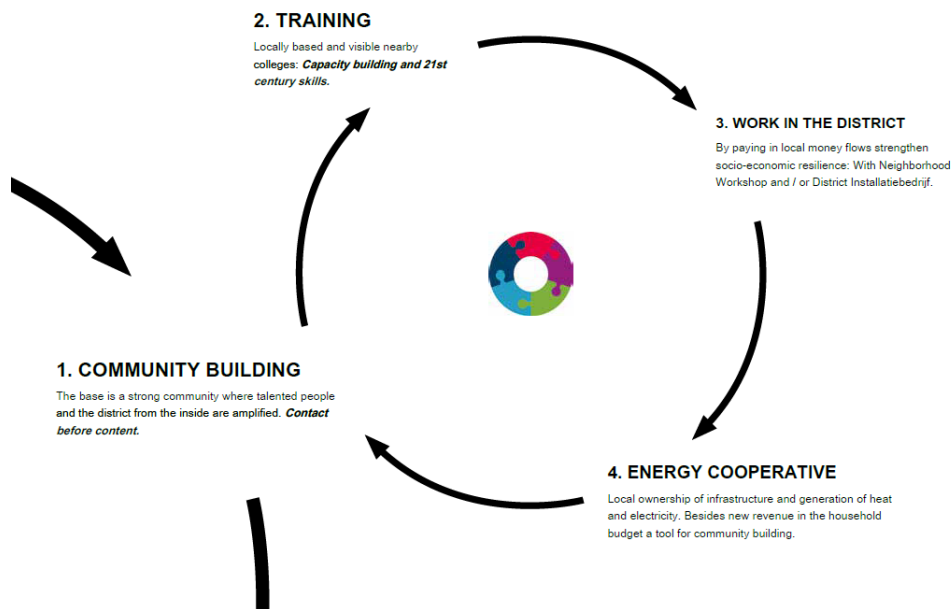 2. TRAINING
Locally based and visible nearby
colleges: Capacity building and 21st
century skills.
3. WORK IN THE DISTRICT
By paying in local money flows strengthen
socio-economic resilience: With Neighborhood
Workshop and / or District Installatiebedrijf.
1. COMMUNITY BUILDING
The base is a strong community where talented people
and the district from the inside are amplified. Contact
before content.
4. ENERGY COOPERATIVE
Local ownership of infrastructure and generation of heat
and electricity. Besides new revenue in the household
budget a tool for community building.